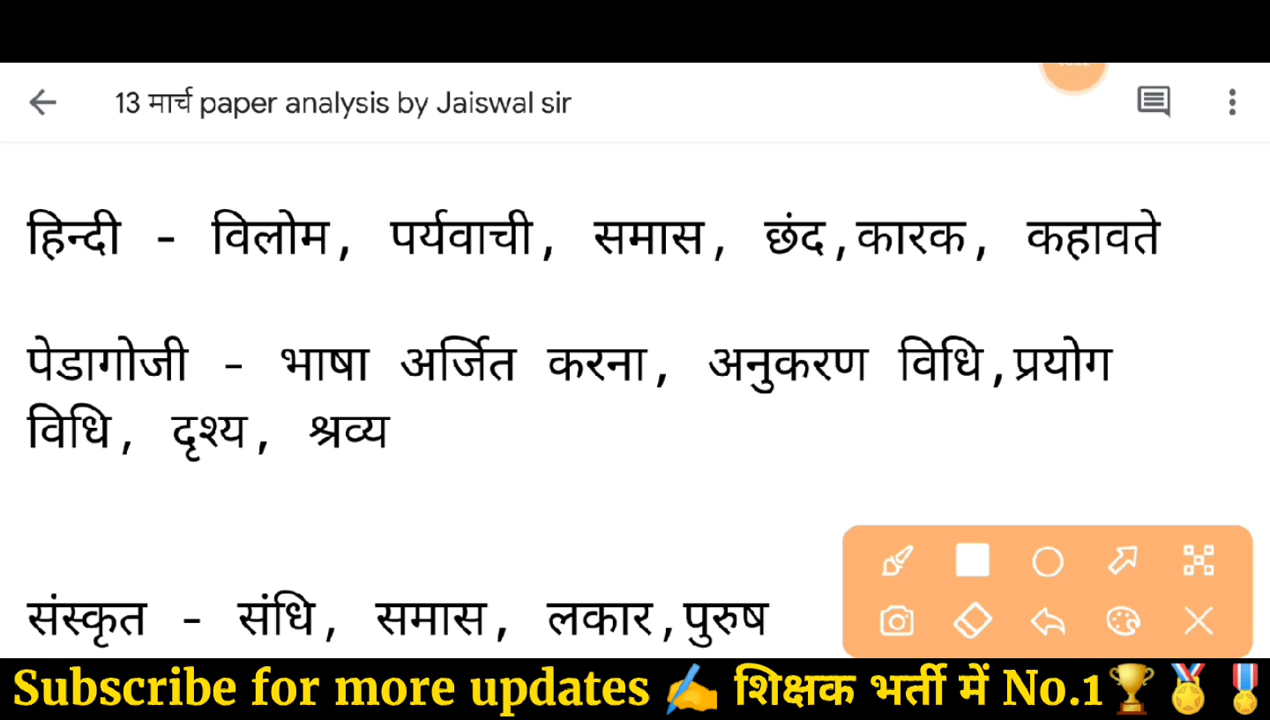 13 मार्च paper analysis by Jaiswal sir
हिन्दी - विलोम, पर्यवाची, समास, छंद,कारक, कहावते
पेडागोजी - भाषा अर्जित करना, अनुकरण विधि,प्रयोग
विधि, दृश्य, श्रव्य
संस्कृत - संधि, समास, लकार,पुरुष
Subscribe for more updates ✍️ शिक्षक भर्ती में No.1🏆🏅🎖️